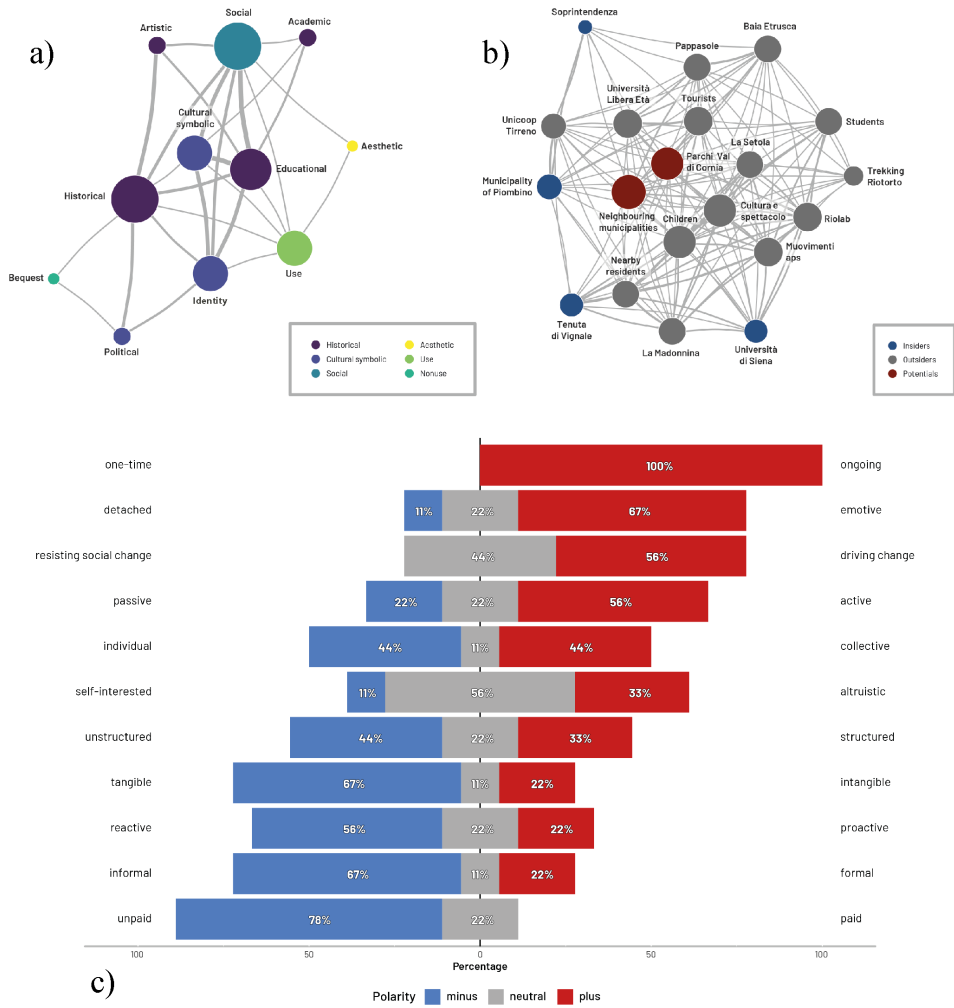 a)
Social
Artistic
Academic
Cultural
symbolic
Aesthetic
Educational
Historical
Use
Bequest
Identity
Political
Historical
Cultural symbolic
Social
Aesthetic
Use
Nonuse
b)
Soprintendenza
Baia Etrusca
Pappasole
Università
Libera Età
Tourists
Unicoop
Tirreno
Students
La Setola
Parchi Val
di Cornia
Trekking
Riotorto
Municipality
of Piombino
Neighbouring
municipalities
Children
Cultura e
spettacolo
Riolab
Muovimenti
aps
Nearby
residents
Tenuta
di Vignale
La Madonnina
Università
di Siena
Insiders
Outsiders
Potentials
one-time 100% ongoing
detached 11% 22% 67% emotive
resisting social change 44% 56% driving change
passive 22% 22% 56% active
individual 44% 11% 44% collective
self-interested 11% 56% 33% altruistic
unstructured 44% 22% 33% structured
tangible 67% 11% 22% intangible
reactive 56% 22% 22% proactive
informal 67% 11% 22% formal
unpaid 78% 22% paid
100 50 0 50 100
Percentage
c)
Polarity minus neutral plus